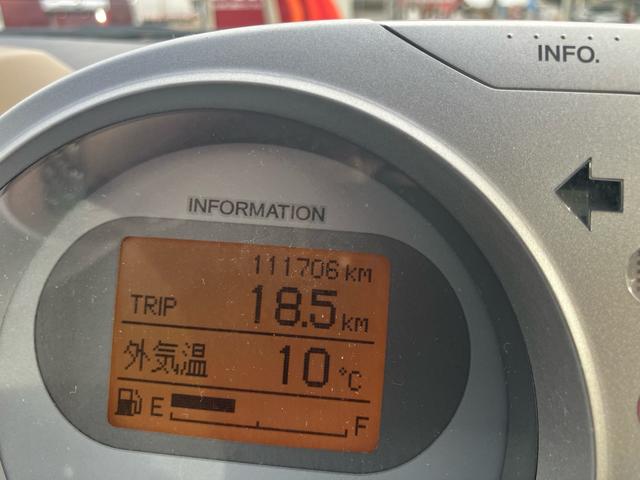 INFO.
INFORMATION
111706 KM
TRIP 18.5 KM
外気温 10 °C
E F